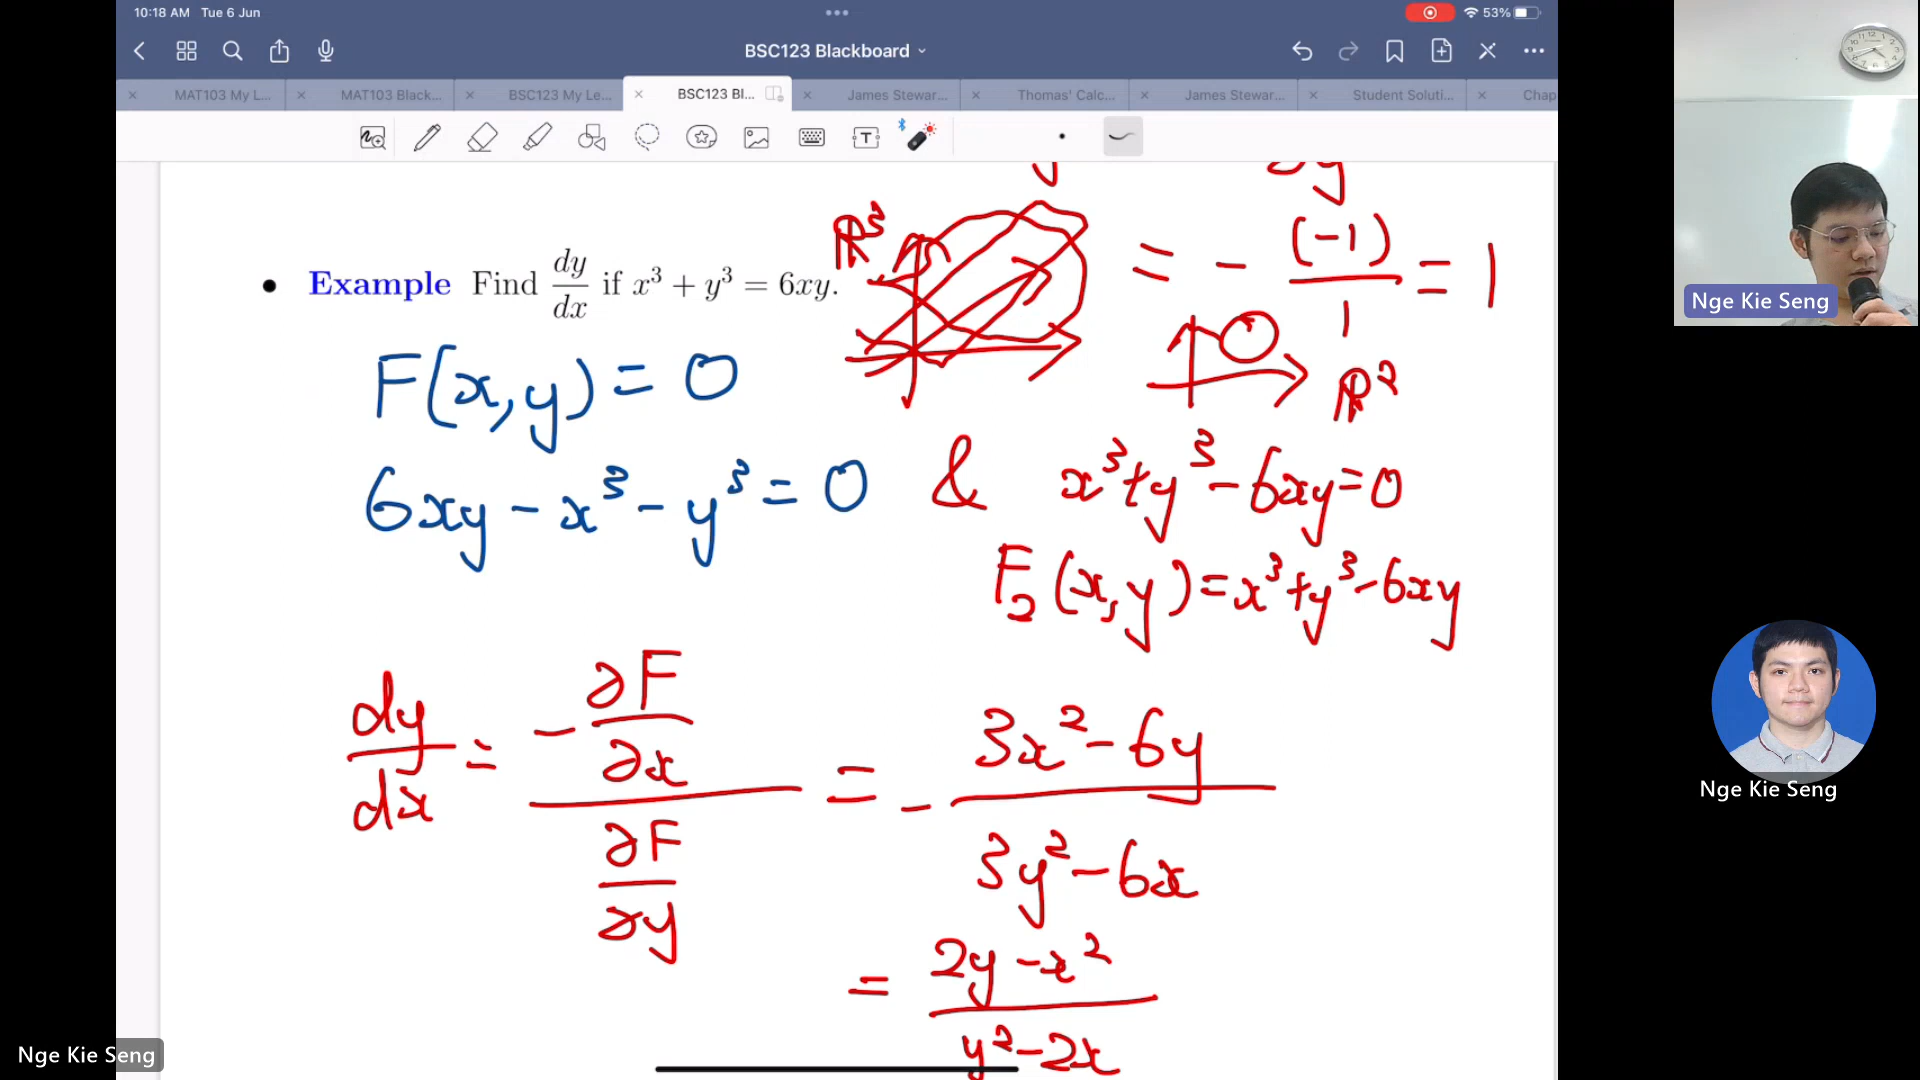 10:18 AM Tue 6 Jun
53%
BSC123 Blackboard
MAT103 My L...
MAT103 Black...
BSC123 My Le...
BSC123 Bl...
James Stewar...
Thomas' Calc...
James Stewar...
Student Soluti...
Chap
T
∂y
ℝ³
= - (-1)/1 = 1
ℝ²
• Example Find dy/dx if x³ + y³ = 6xy.
F(x,y) = 0
6xy - x³ - y³ = 0 & x³+y³-6xy=0
F₂(x,y)=x³+y³-6xy
dy/dx = -∂F/∂x / ∂F/∂y = - (3x²-6y)/(3y²-6x)
= (2y-x²)/(y²-2x)
Nge Kie Seng
Nge Kie Seng
Nge Kie Seng